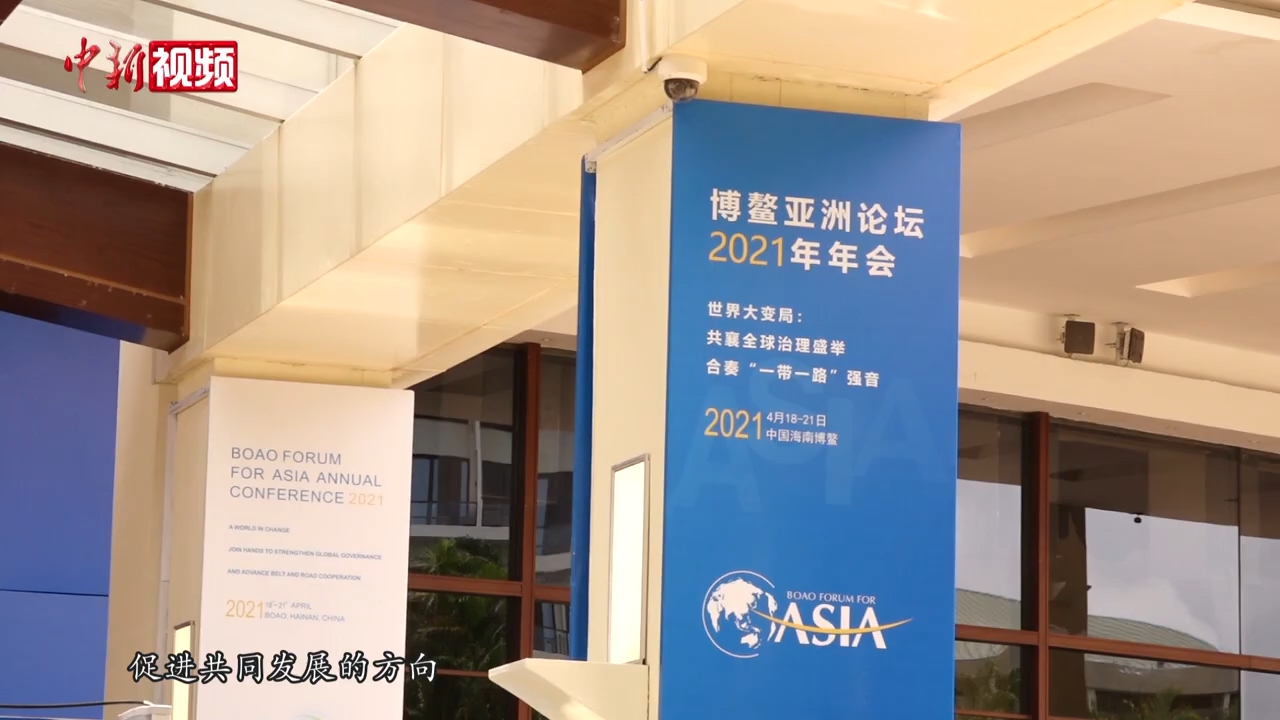 中新视频
博鳌亚洲论坛
2021年年会
世界大变局：
共襄全球治理盛举
合奏“一带一路”强音
2021 4月18-21日
中国海南博鳌
ASIA
BOAO FORUM FOR
ASIA
BOAO FORUM
FOR ASIA ANNUAL
CONFERENCE 2021
A WORLD IN CHANGE
JOIN HANDS TO STRENGTHEN GLOBAL GOVERNANCE
AND ADVANCE BELT AND ROAD COOPERATION
2021 18-21 APRIL
BOAO, HAINAN, CHINA
促进共同发展的方向